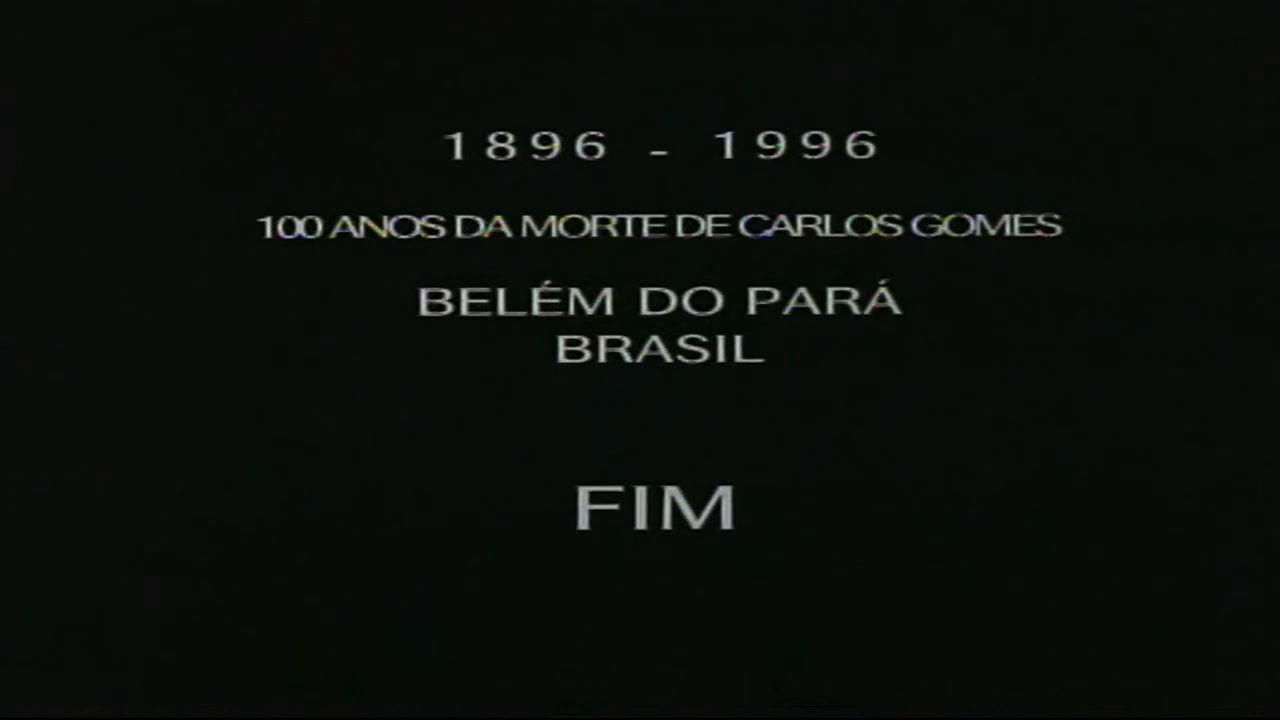 1896 - 1996
100 ANOS DA MORTE DE CARLOS GOMES
BELÉM DO PARÁ
BRASIL
FIM